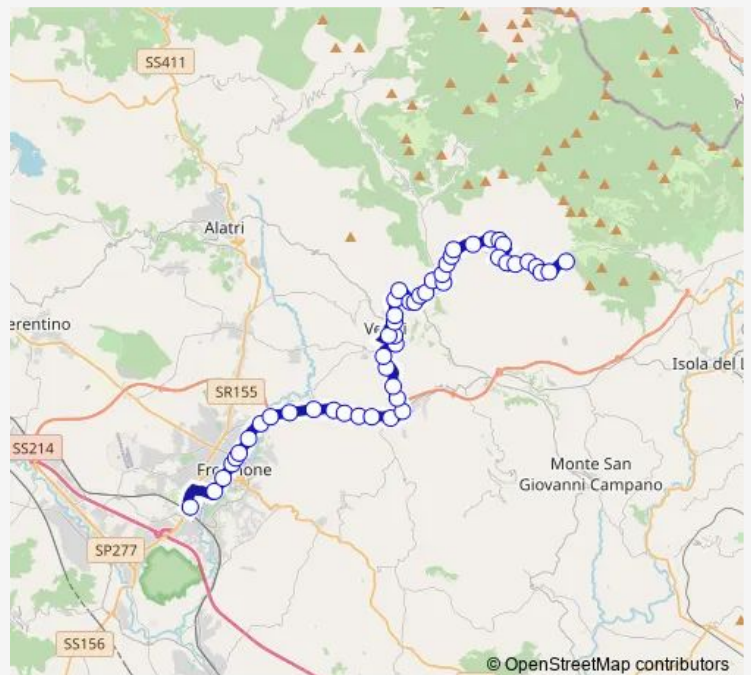 SS411
Alatri
erentino
Isola del L
SR155
SS214
Monte San
Giovanni Campano
SP277
SS156
© OpenStreetMap contributors